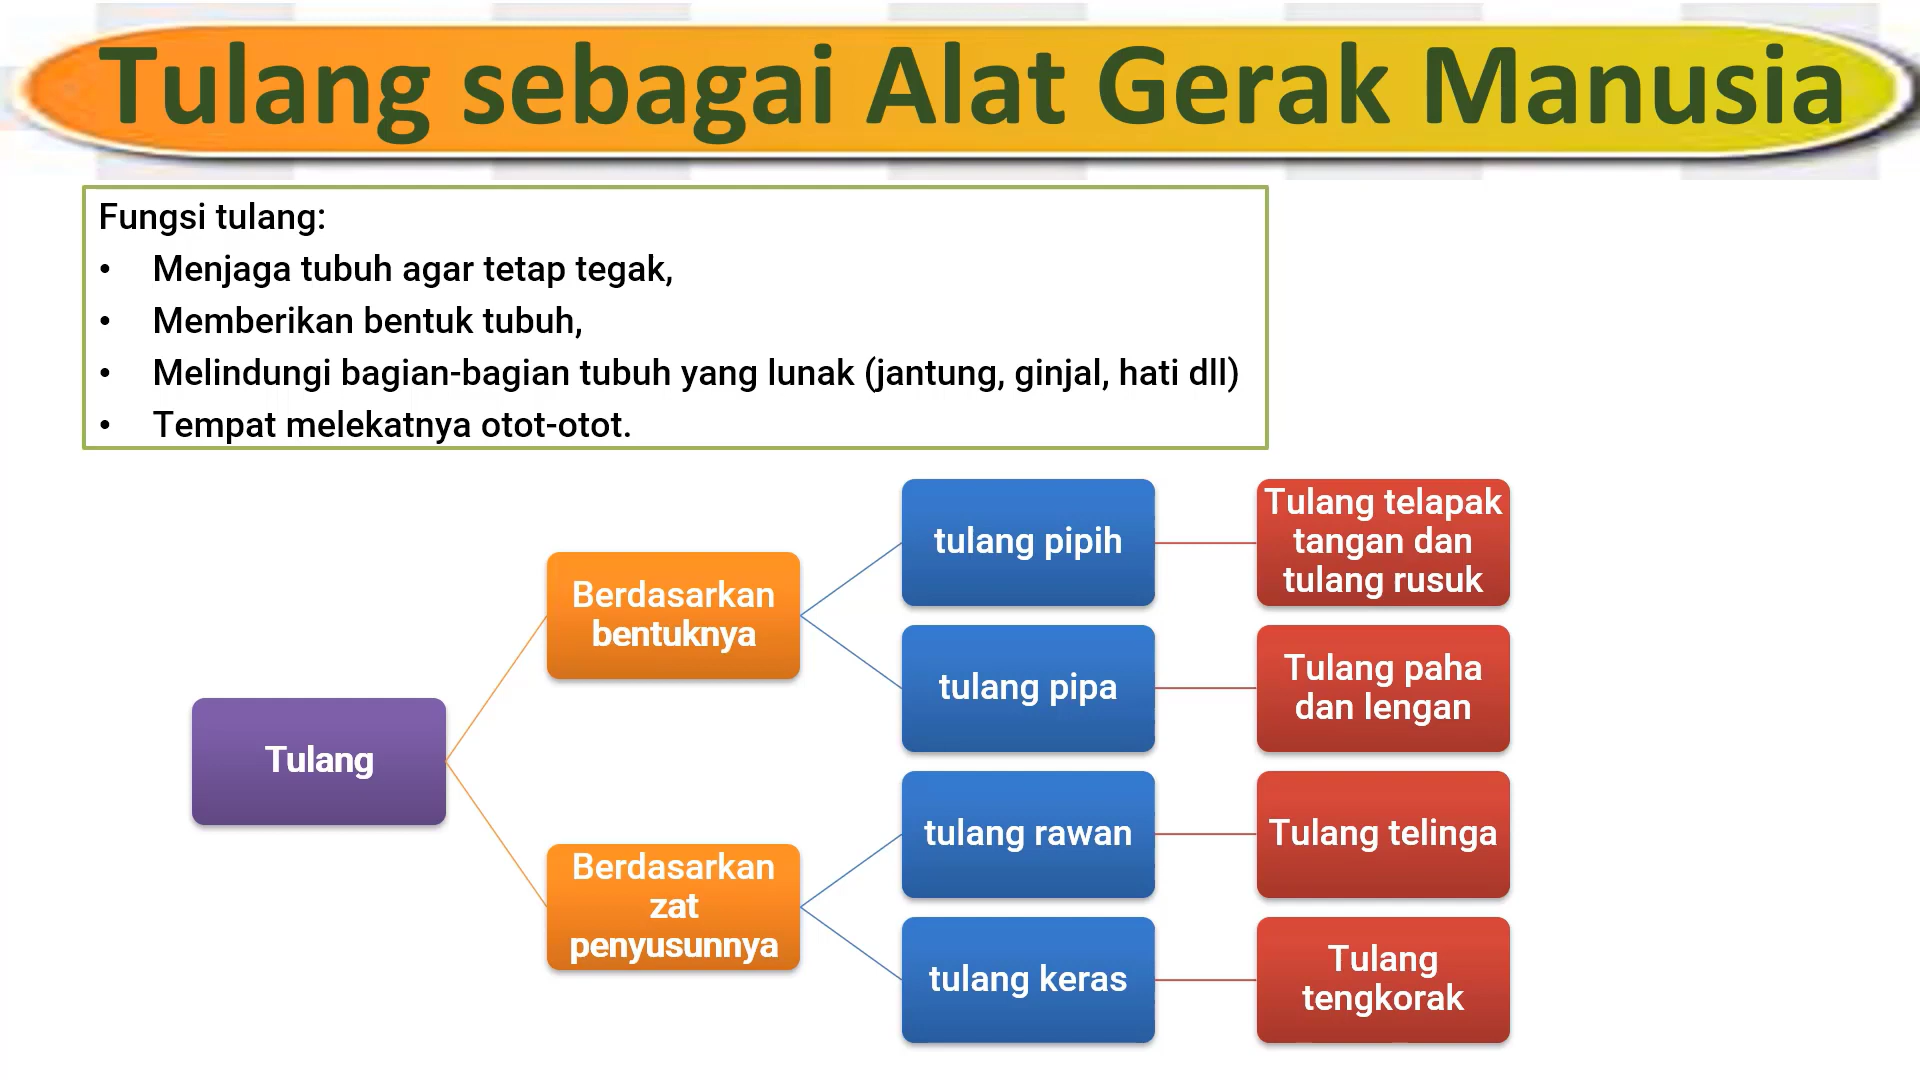 Tulang sebagai Alat Gerak Manusia
Fungsi tulang:
• Menjaga tubuh agar tetap tegak,
• Memberikan bentuk tubuh,
• Melindungi bagian-bagian tubuh yang lunak (jantung, ginjal, hati dll)
• Tempat melekatnya otot-otot.
Tulang
Berdasarkan
bentuknya
tulang pipih
Tulang telapak
tangan dan
tulang rusuk
tulang pipa
Tulang paha
dan lengan
Berdasarkan
zat
penyusunnya
tulang rawan
Tulang telinga
tulang keras
Tulang
tengkorak